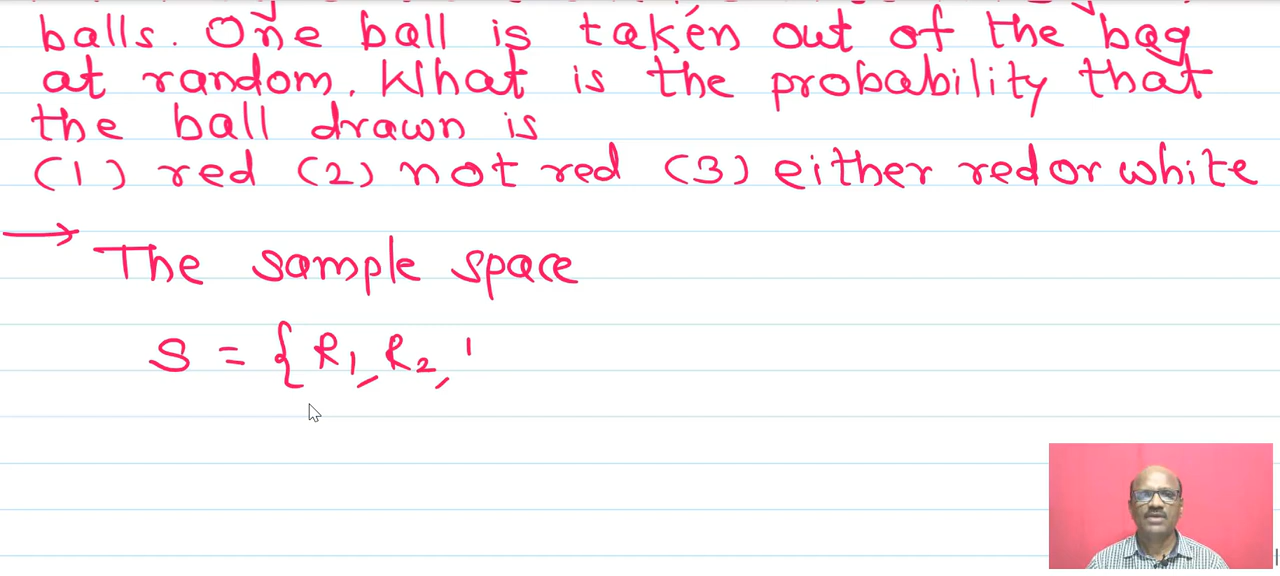 balls. One ball is taken out of the bag
at random. What is the probability that
the ball drawn is
(1) red (2) not red (3) either red or white
→ The sample space
S = { R₁, R₂,